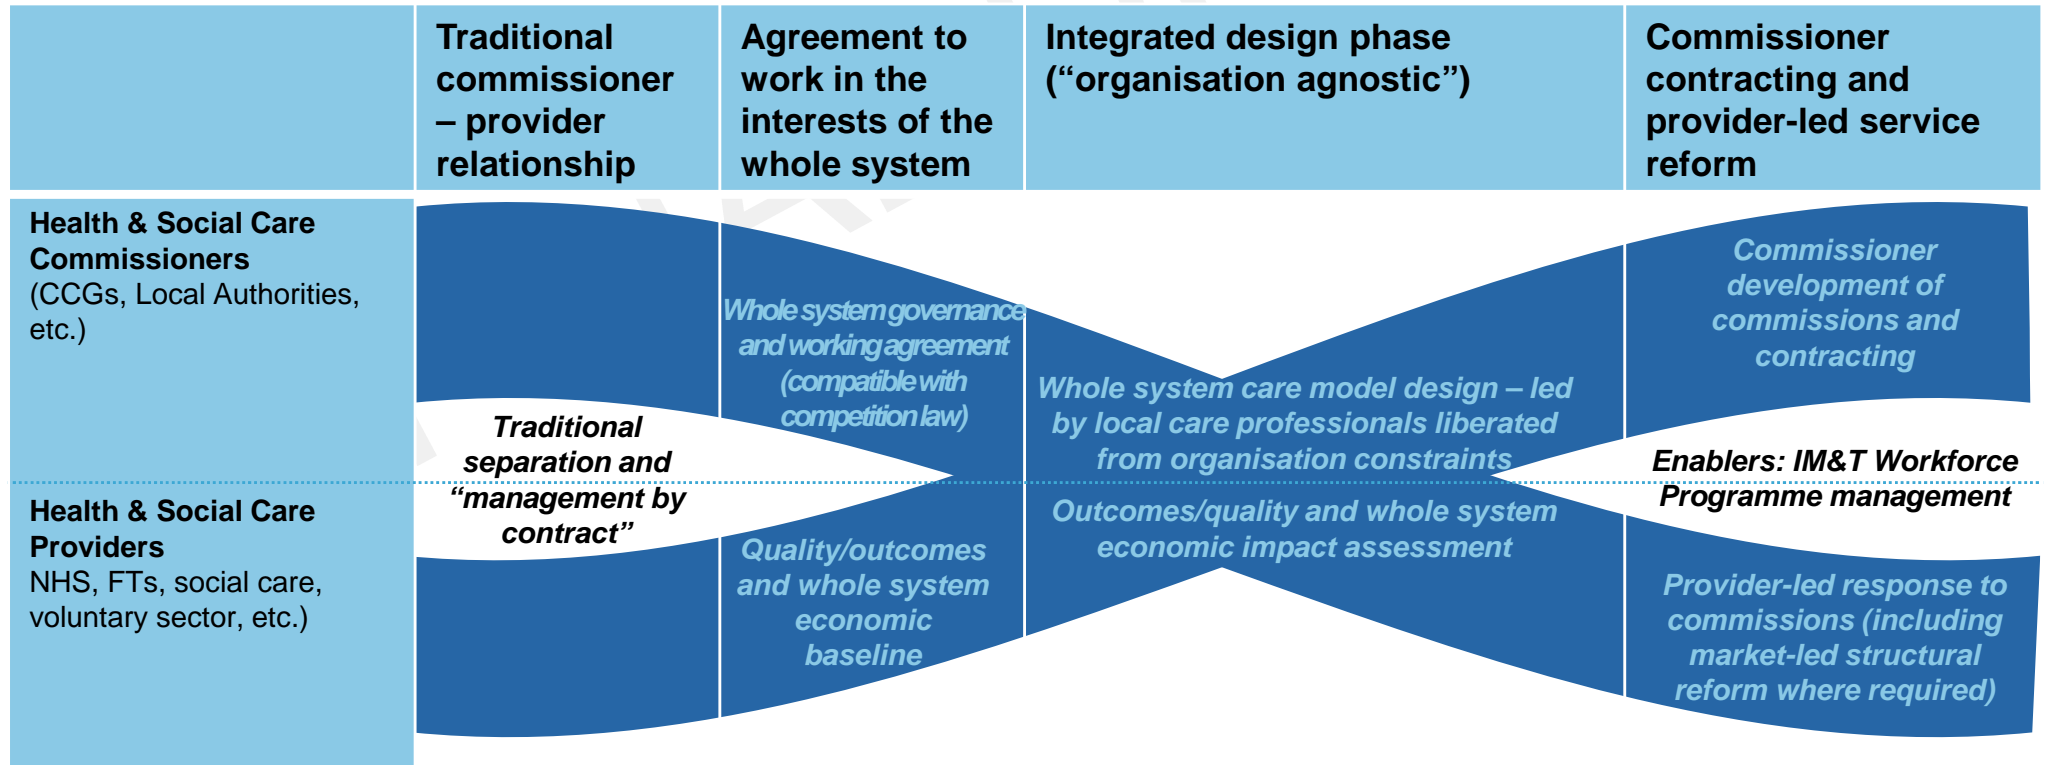 Traditional
commissioner
– provider
relationship
Agreement to
work in the
interests of the
whole system
Integrated design phase
(“organisation agnostic”)
Commissioner
contracting and
provider-led service
reform
Health & Social Care
Commissioners
(CCGs, Local Authorities,
etc.)
Traditional
separation and
“management by
contract”
Whole system governance
and working agreement
(compatible with
competition law)
Whole system care model design – led
by local care professionals liberated
from organisation constraints
Commissioner
development of
commissions and
contracting
Enablers: IM&T Workforce
Programme management
Health & Social Care
Providers
NHS, FTs, social care,
voluntary sector, etc.)
Quality/outcomes
and whole system
economic
baseline
Outcomes/quality and whole system
economic impact assessment
Provider-led response to
commissions (including
market-led structural
reform where required)